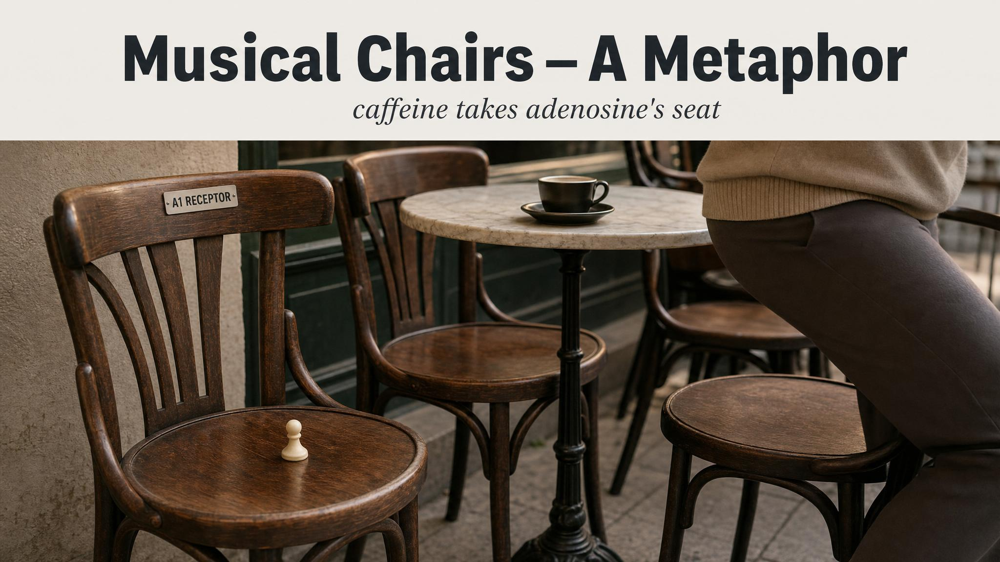 Musical Chairs – A Metaphor
caffeine takes adenosine's seat
A1 RECEPTOR